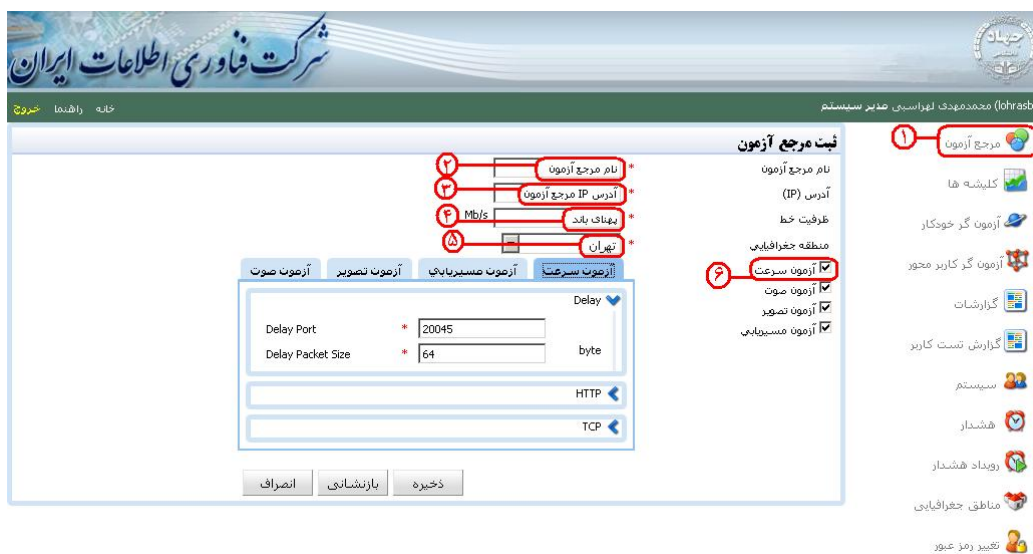 شرکت فناوری اطلاعات ایران
جهاد
خانه راهنما خروج
(lohrasb محمدمهدی لهراسبی مدیر سیستم
ثبت مرجع آزمون
نام مرجع آزمون * نام مرجع آزمون ۲
آدرس (IP) * آدرس IP مرجع آزمون ۳
ظرفیت خط * پهنای باند Mb/s ۴
منطقه جغرافیایی * تهران ۵
آزمون سرعت ۶
آزمون صوت
آزمون تصویر
آزمون مسیریابي
آزمون سرعت آزمون مسیریابي آزمون تصویر آزمون صوت
Delay
Delay Port * 20045
Delay Packet Size * 64 byte
HTTP
TCP
ذخیره بازنشانی انصراف
مرجع آزمون ۱
کلیشه ها
آزمون گر خودکار
آزمون گر کاربر محور
گزارشات
گزارش تست کاربر
سیستم
هشدار
رویداد هشدار
مناطق جغرافیایی
تغییر رمز عبور